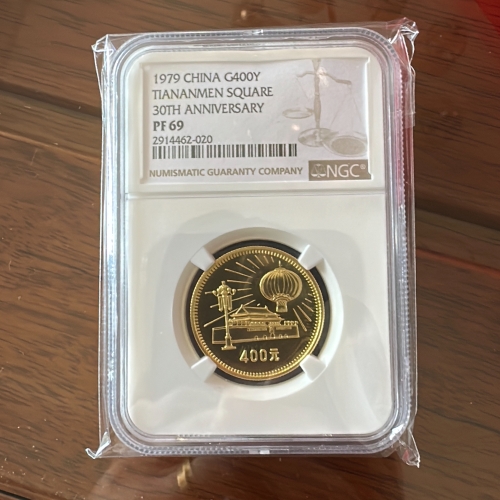 1979 CHINA G400Y
TIANANMEN SQUARE
30TH ANNIVERSARY
PF 69
2914462-020
NUMISMATIC GUARANTY COMPANY NGC®
400元